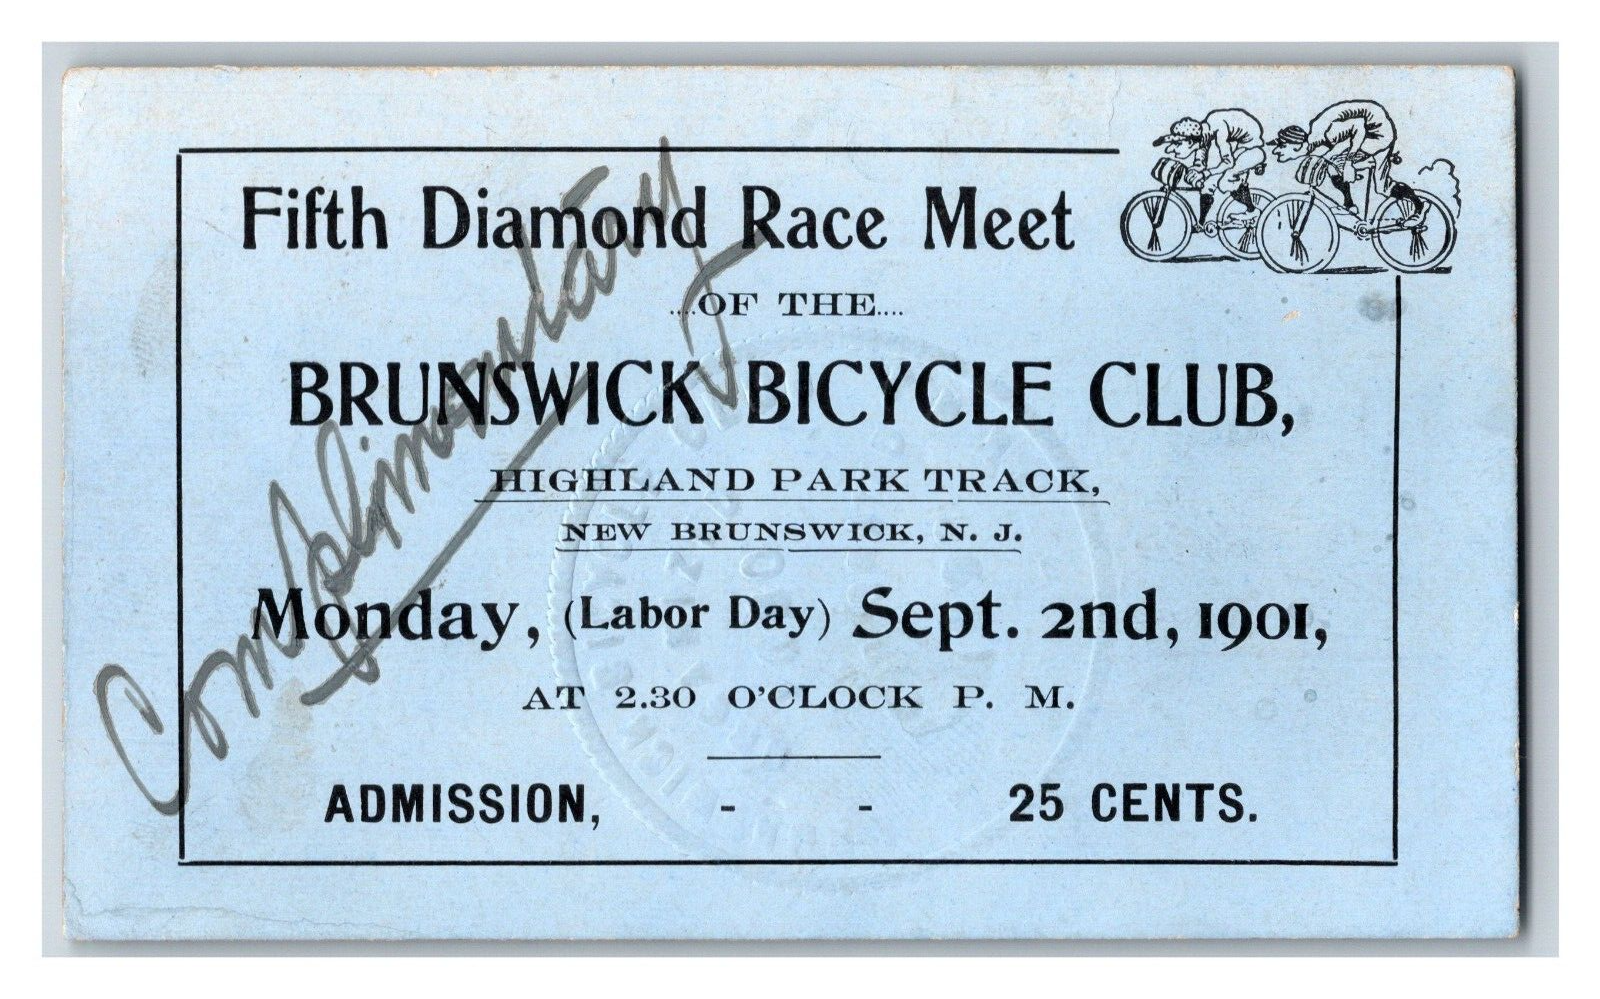 Fifth Diamond Race Meet
....OF THE....
BRUNSWICK BICYCLE CLUB,
HIGHLAND PARK TRACK,
NEW BRUNSWICK, N. J.
Monday, (Labor Day) Sept. 2nd, 1901,
AT 2.30 O'CLOCK P. M.
ADMISSION, - - 25 CENTS.
Complimentary